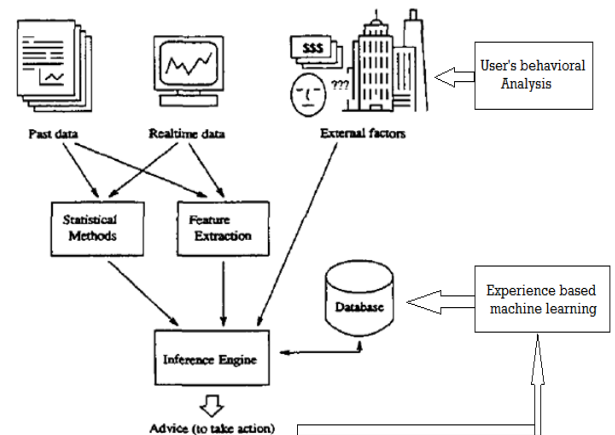 $$$
???
User's behavioral
Analysis
Past data
Realtime data
External factors
Statistical
Methods
Feature
Extraction
Database
Experience based
machine learning
Inference Engine
Advice (to take action)